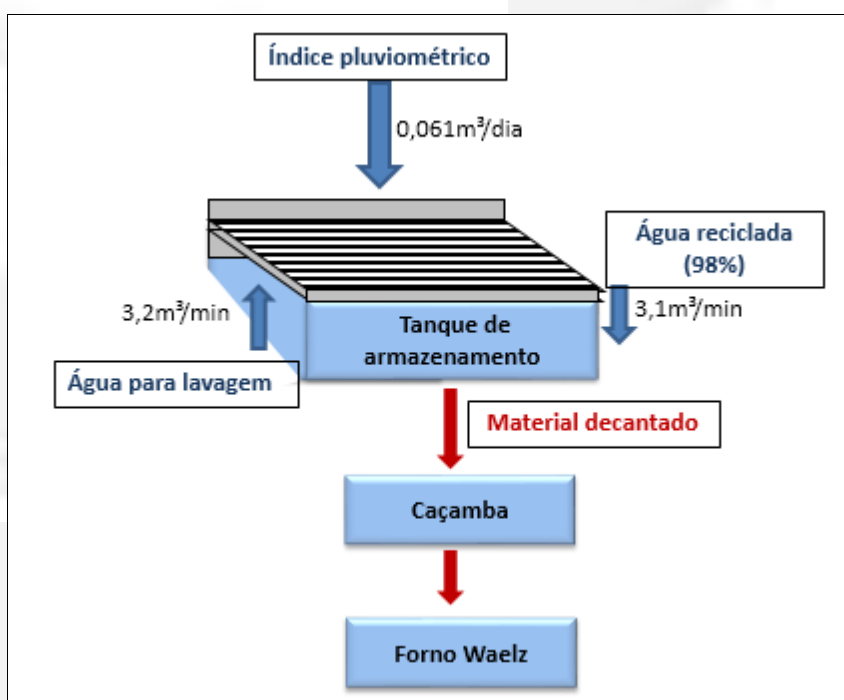 Índice pluviométrico
0,061m³/dia
Água reciclada
(98%)
3,2m³/min
3,1m³/min
Tanque de
armazenamento
Água para lavagem
Material decantado
Caçamba
Forno Waelz